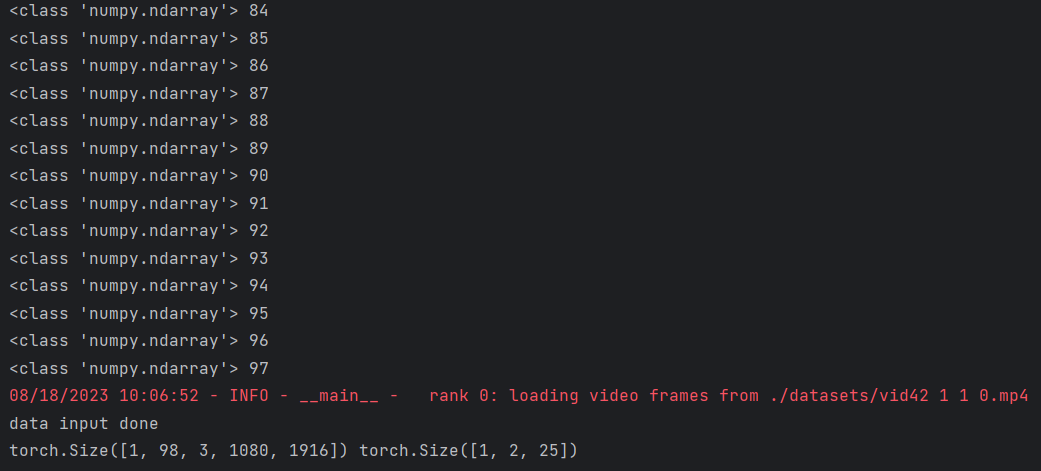 <class 'numpy.ndarray'> 84
<class 'numpy.ndarray'> 85
<class 'numpy.ndarray'> 86
<class 'numpy.ndarray'> 87
<class 'numpy.ndarray'> 88
<class 'numpy.ndarray'> 89
<class 'numpy.ndarray'> 90
<class 'numpy.ndarray'> 91
<class 'numpy.ndarray'> 92
<class 'numpy.ndarray'> 93
<class 'numpy.ndarray'> 94
<class 'numpy.ndarray'> 95
<class 'numpy.ndarray'> 96
<class 'numpy.ndarray'> 97
08/18/2023 10:06:52 - INFO - __main__ -   rank 0: loading video frames from ./datasets/vid42 1 1 0.mp4
data input done
torch.Size([1, 98, 3, 1080, 1916]) torch.Size([1, 2, 25])